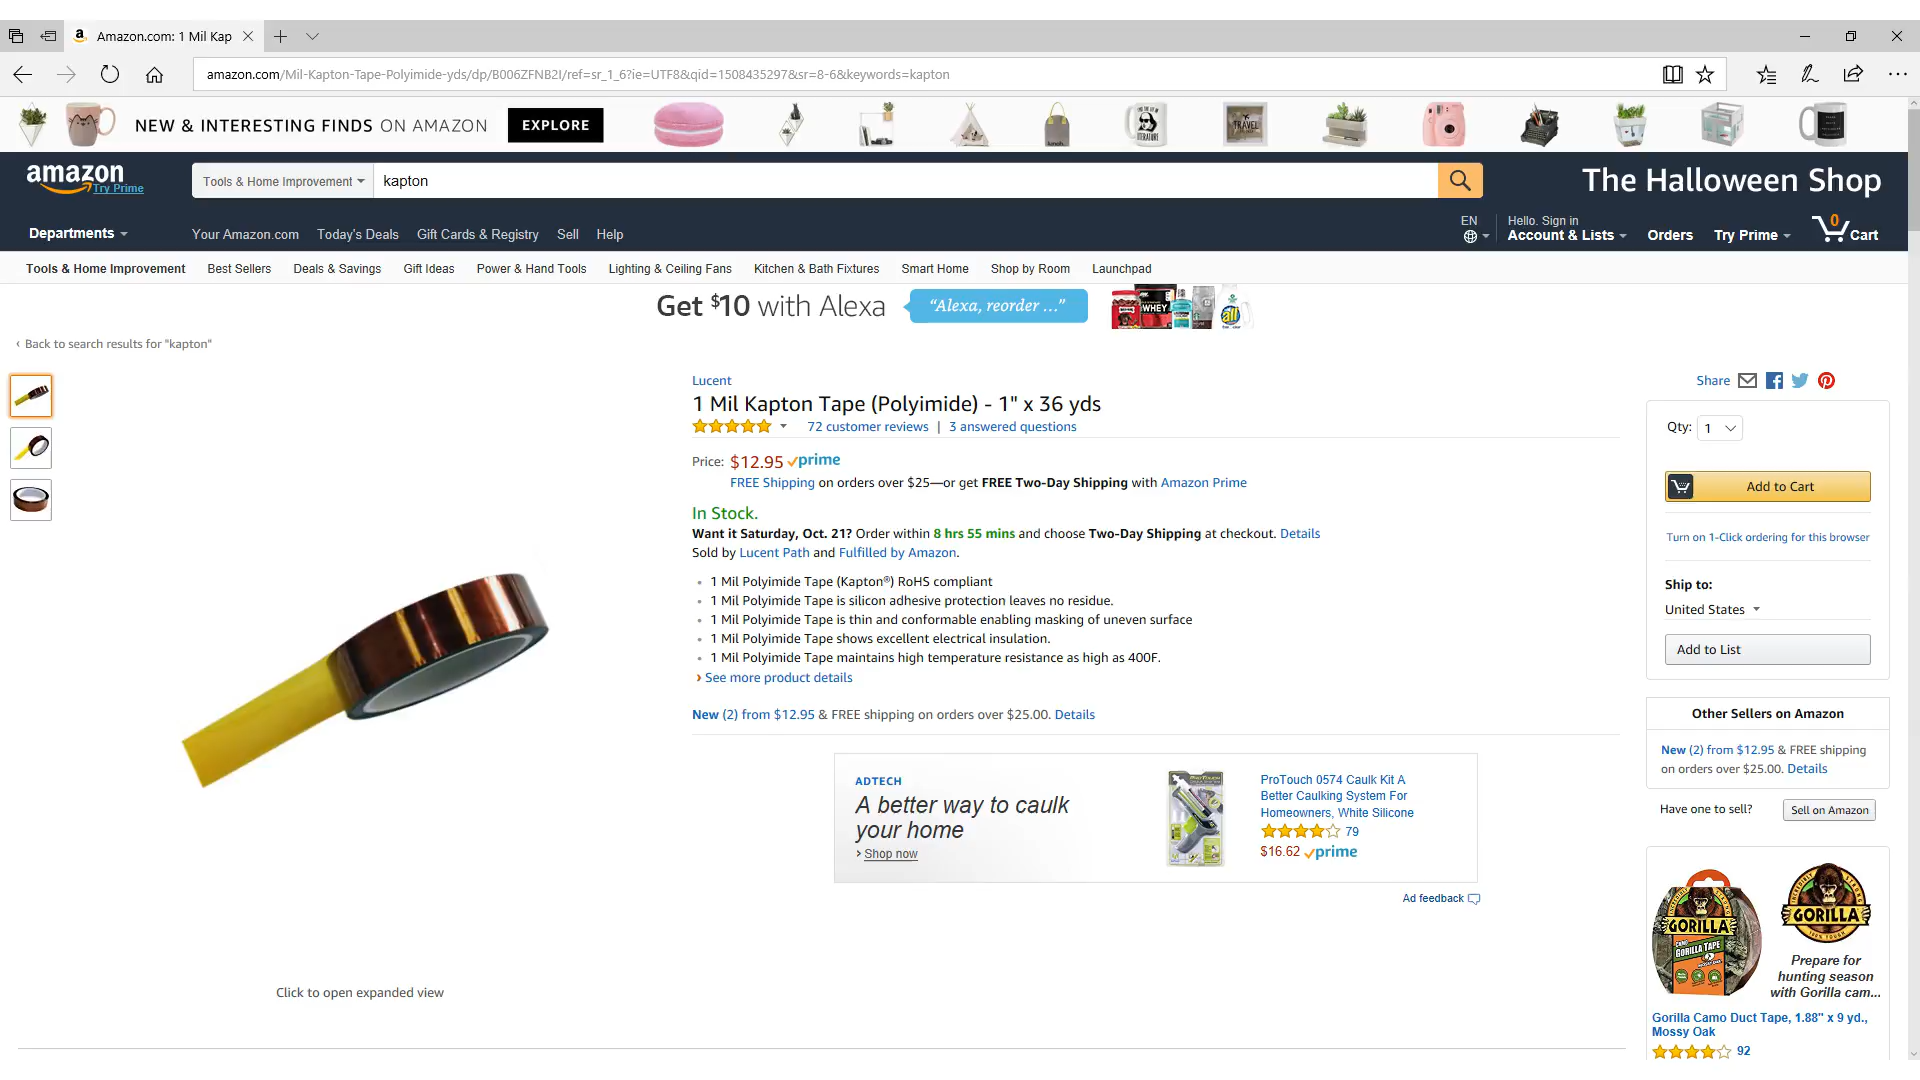 Amazon.com: 1 Mil Kap
amazon.com/Mil-Kapton-Tape-Polyimide-yds/dp/B006ZFNB2I/ref=sr_1_6?ie=UTF8&qid=1508435297&sr=8-6&keywords=kapton
NEW & INTERESTING FINDS ON AMAZON EXPLORE
LITERATURE
TRAVEL
amazon
Try Prime
Tools & Home Improvement
kapton
The Halloween Shop
Departments
Your Amazon.com Today's Deals Gift Cards & Registry Sell Help
EN
Hello. Sign in
Account & Lists Orders Try Prime 0 Cart
Tools & Home Improvement Best Sellers Deals & Savings Gift Ideas Power & Hand Tools Lighting & Ceiling Fans Kitchen & Bath Fixtures Smart Home Shop by Room Launchpad
Get $10 with Alexa “Alexa, reorder ...”
WHEY
all
‹ Back to search results for "kapton"
Lucent
1 Mil Kapton Tape (Polyimide) - 1" x 36 yds
72 customer reviews | 3 answered questions
Price: $12.95 prime
FREE Shipping on orders over $25—or get FREE Two-Day Shipping with Amazon Prime
In Stock.
Want it Saturday, Oct. 21? Order within 8 hrs 55 mins and choose Two-Day Shipping at checkout. Details
Sold by Lucent Path and Fulfilled by Amazon.
1 Mil Polyimide Tape (Kapton®) RoHS compliant
1 Mil Polyimide Tape is silicon adhesive protection leaves no residue.
1 Mil Polyimide Tape is thin and conformable enabling masking of uneven surface
1 Mil Polyimide Tape shows excellent electrical insulation.
1 Mil Polyimide Tape maintains high temperature resistance as high as 400F.
› See more product details
New (2) from $12.95 & FREE shipping on orders over $25.00. Details
ADTECH
A better way to caulk
your home
› Shop now
ProTouch 0574 Caulk Kit A
Better Caulking System For
Homeowners, White Silicone
79
$16.62 prime
Ad feedback
Click to open expanded view
Share
Qty: 1
Add to Cart
Turn on 1-Click ordering for this browser
Ship to:
United States
Add to List
Other Sellers on Amazon
New (2) from $12.95 & FREE shipping
on orders over $25.00. Details
Have one to sell? Sell on Amazon
GORILLA
GORILLA TAPE
GORILLA
Prepare for
hunting season
with Gorilla cam...
Gorilla Camo Duct Tape, 1.88" x 9 yd.,
Mossy Oak
92